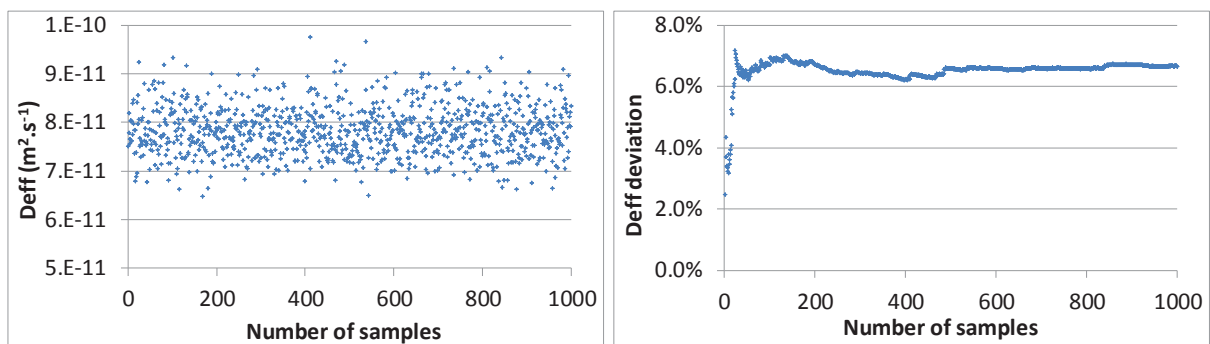 1.E-10
9.E-11
8.E-11
7.E-11
6.E-11
5.E-11
Deff (m².s⁻¹)
0 200 400 600 800 1000
Number of samples
8.0%
6.0%
4.0%
2.0%
0.0%
Deff deviation
0 200 400 600 800 1000
Number of samples